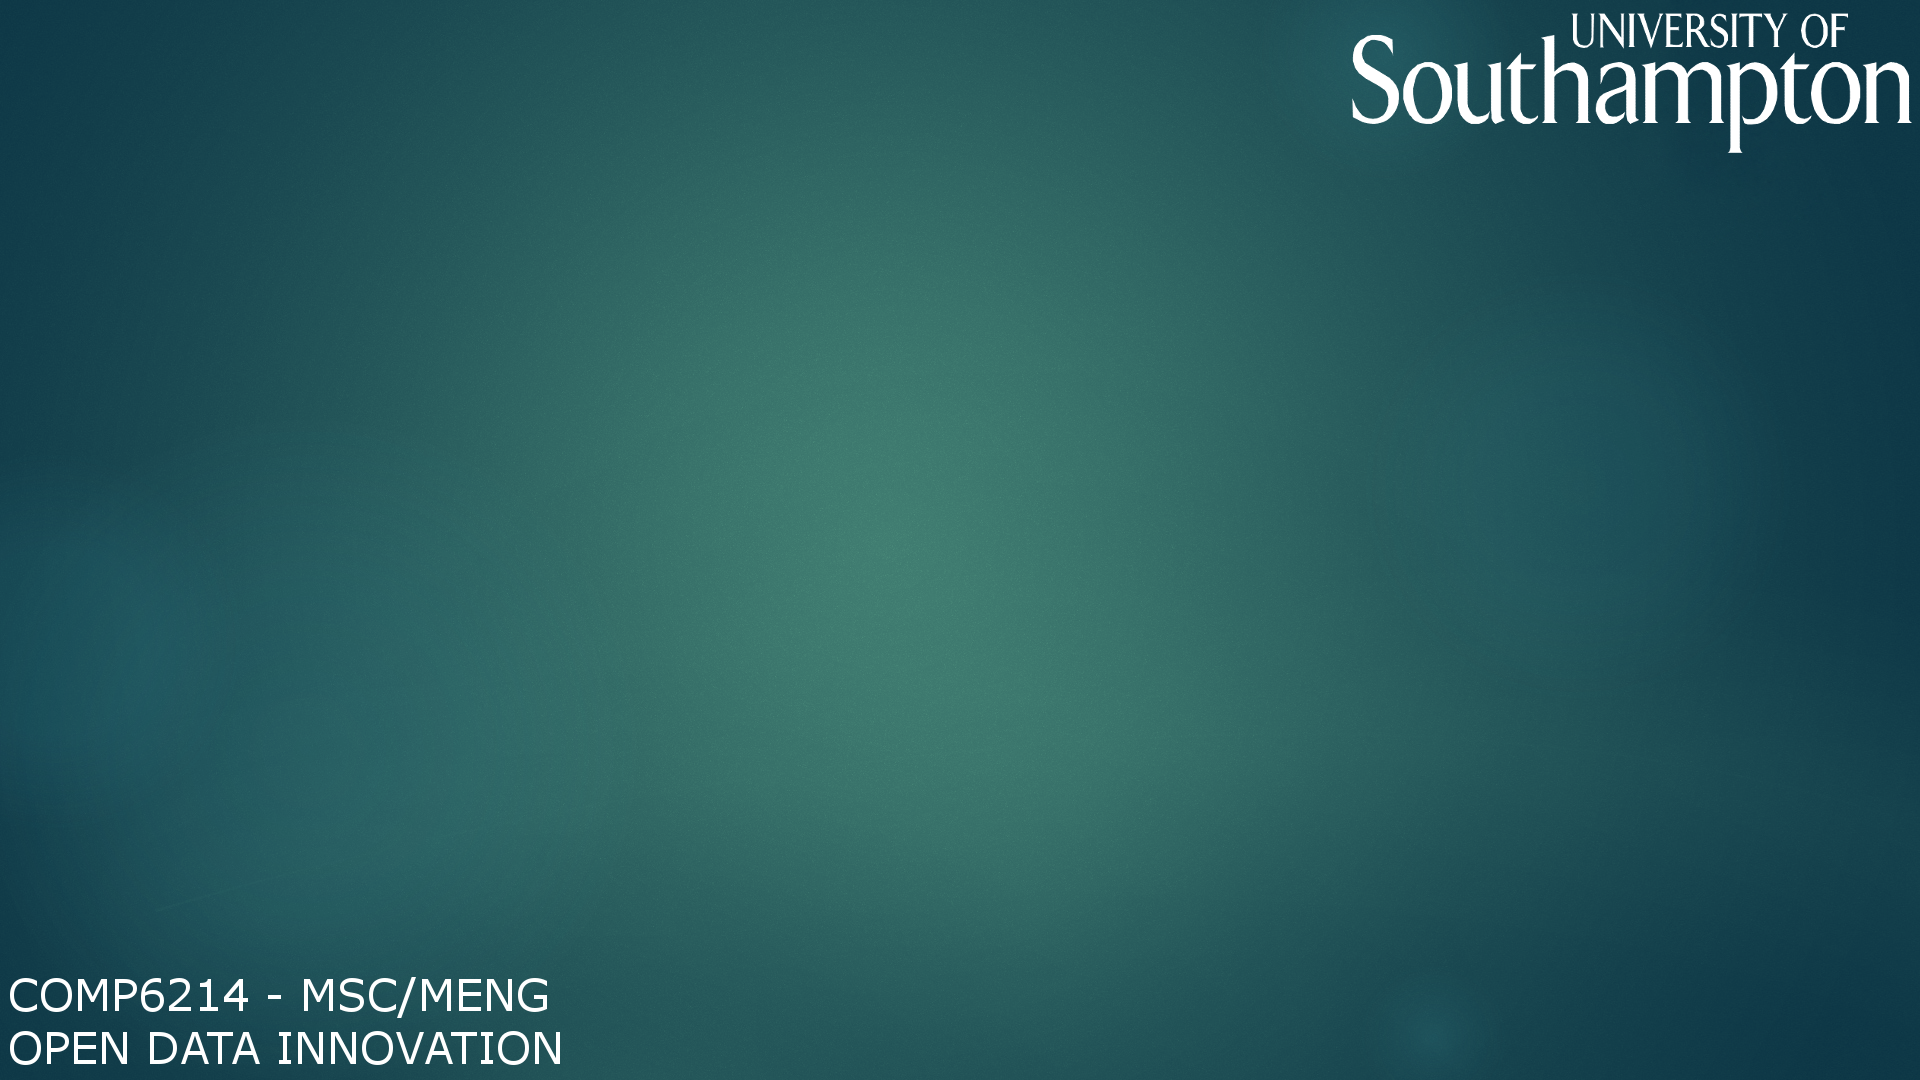 UNIVERSITY OF
Southampton
COMP6214 - MSC/MENG
OPEN DATA INNOVATION